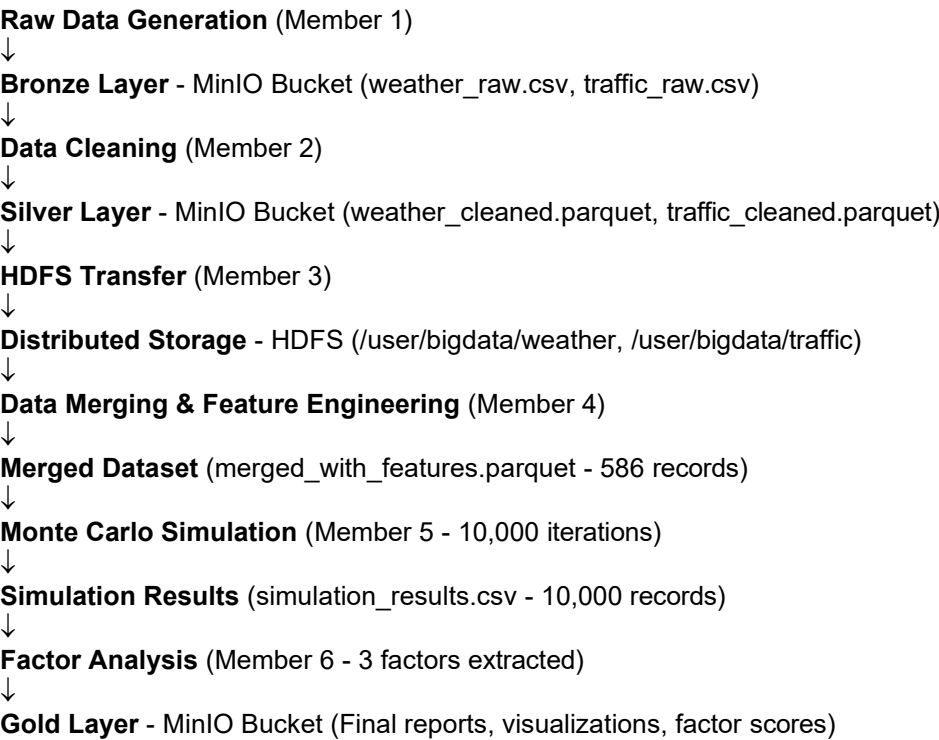 Raw Data Generation (Member 1)
↓
Bronze Layer - MinIO Bucket (weather_raw.csv, traffic_raw.csv)
↓
Data Cleaning (Member 2)
↓
Silver Layer - MinIO Bucket (weather_cleaned.parquet, traffic_cleaned.parquet)
↓
HDFS Transfer (Member 3)
↓
Distributed Storage - HDFS (/user/bigdata/weather, /user/bigdata/traffic)
↓
Data Merging & Feature Engineering (Member 4)
↓
Merged Dataset (merged_with_features.parquet - 586 records)
↓
Monte Carlo Simulation (Member 5 - 10,000 iterations)
↓
Simulation Results (simulation_results.csv - 10,000 records)
↓
Factor Analysis (Member 6 - 3 factors extracted)
↓
Gold Layer - MinIO Bucket (Final reports, visualizations, factor scores)